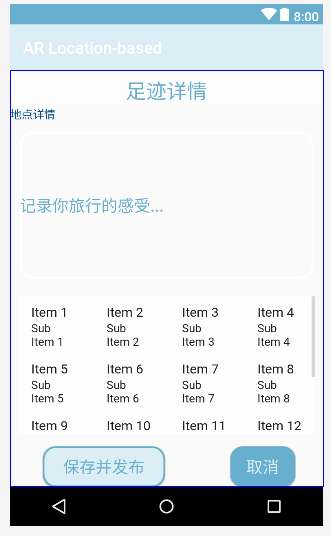 8:00
AR Location-based
足迹详情
地点详情
记录你旅行的感受...
Item 1 Item 2 Item 3 Item 4
Sub Sub Sub Sub
Item 1 Item 2 Item 3 Item 4
Item 5 Item 6 Item 7 Item 8
Sub Sub Sub Sub
Item 5 Item 6 Item 7 Item 8
Item 9 Item 10 Item 11 Item 12
保存并发布 取消